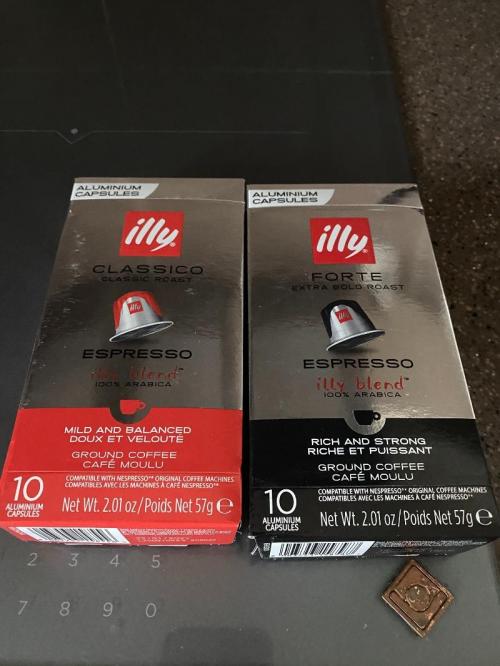 ALUMINIUM
CAPSULES
illy
CLASSICO
CLASSIC ROAST
illy
ESPRESSO
illy blend™
100% ARABICA
MILD AND BALANCED
DOUX ET VELOUTÉ
GROUND COFFEE
CAFÉ MOULU
COMPATIBLE WITH NESPRESSO** ORIGINAL COFFEE MACHINES
COMPATIBLES AVEC LES MACHINES À CAFÉ NESPRESSO**
10
ALUMINIUM
CAPSULES
Net Wt. 2.01 oz/Poids Net 57g ℮
ALUMINIUM
CAPSULES
illy
FORTE
EXTRA BOLD ROAST
illy
ESPRESSO
illy blend™
100% ARABICA
RICH AND STRONG
RICHE ET PUISSANT
GROUND COFFEE
CAFÉ MOULU
COMPATIBLE WITH NESPRESSO** ORIGINAL COFFEE MACHINES
COMPATIBLES AVEC LES MACHINES À CAFÉ NESPRESSO**
10
ALUMINIUM
CAPSULES
Net Wt. 2.01 oz/Poids Net 57g ℮
2 3 4 5
7 8 9 0